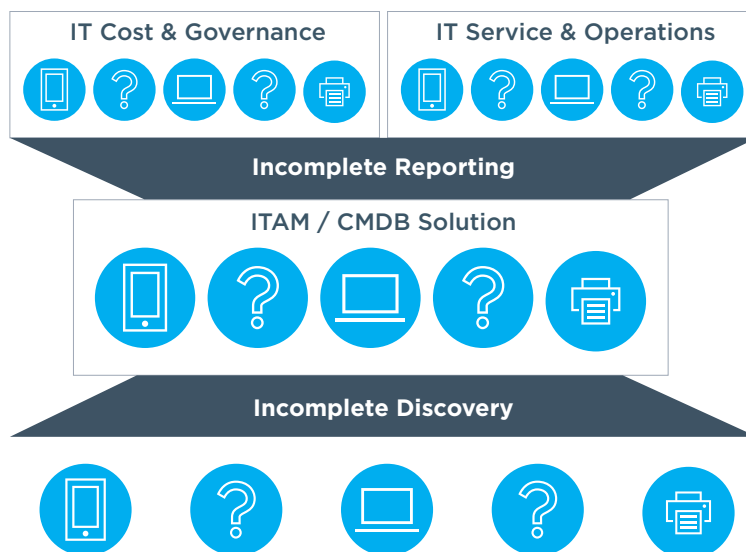 IT Cost & Governance
IT Service & Operations
Incomplete Reporting
ITAM / CMDB Solution
Incomplete Discovery